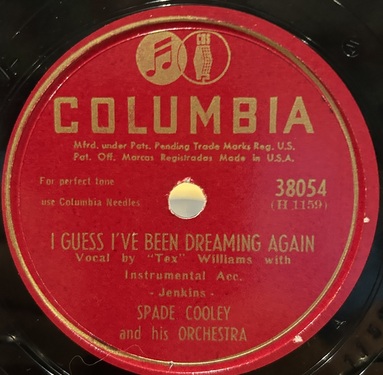 CBS
COLUMBIA
Mfrd. under Pats. Pending Trade Marks Reg. U.S.
Pat. Off. Marcas Registradas Made in U.S.A.
For perfect tone
use Columbia Needles
38054
(H 1159)
I GUESS I'VE BEEN DREAMING AGAIN
Vocal by "Tex" Williams with
Instrumental Acc.
- Jenkins -
SPADE COOLEY
and his ORCHESTRA